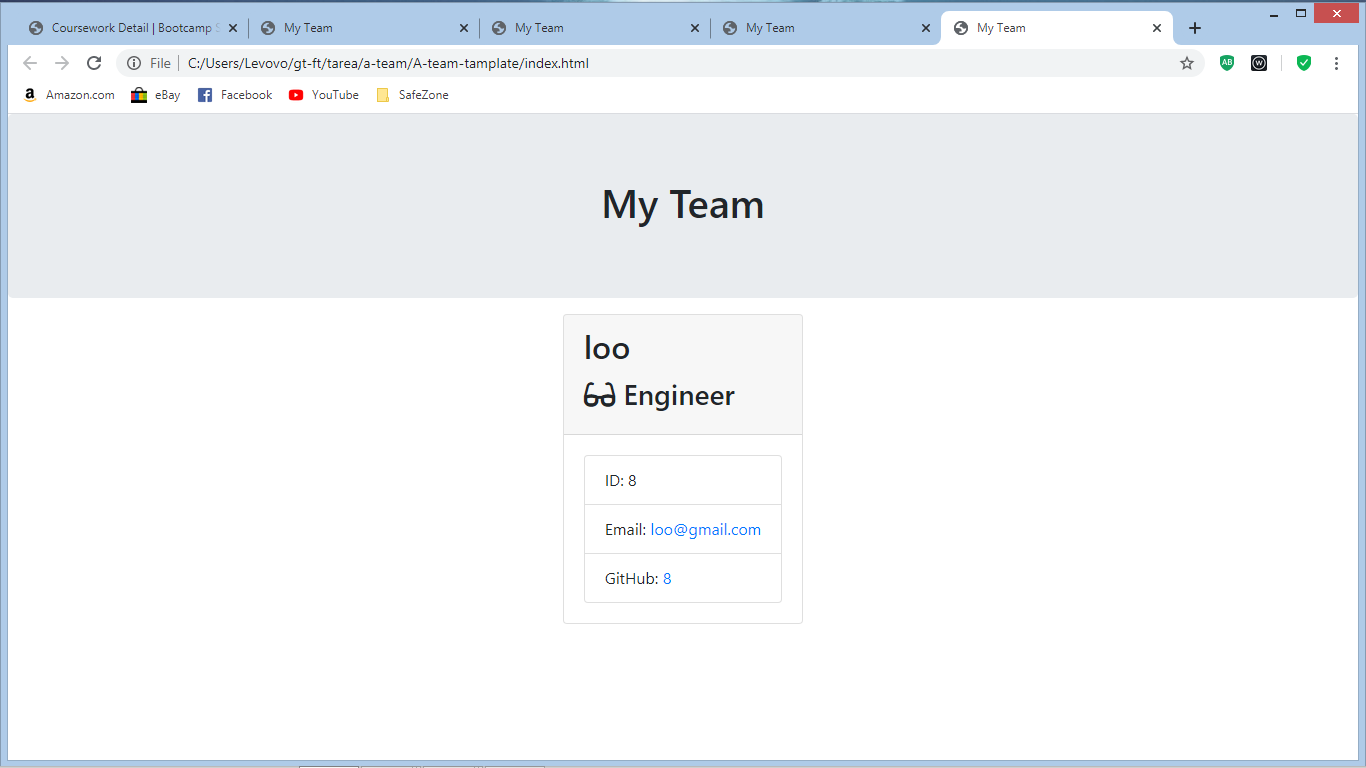 Coursework Detail | Bootcamp S
My Team
My Team
My Team
My Team
File
C:/Users/Levovo/gt-ft/tarea/a-team/A-team-tamplate/index.html
AB
W
a Amazon.com
eBay
Facebook
YouTube
SafeZone
My Team
loo
Engineer
ID: 8
Email: loo@gmail.com
GitHub: 8